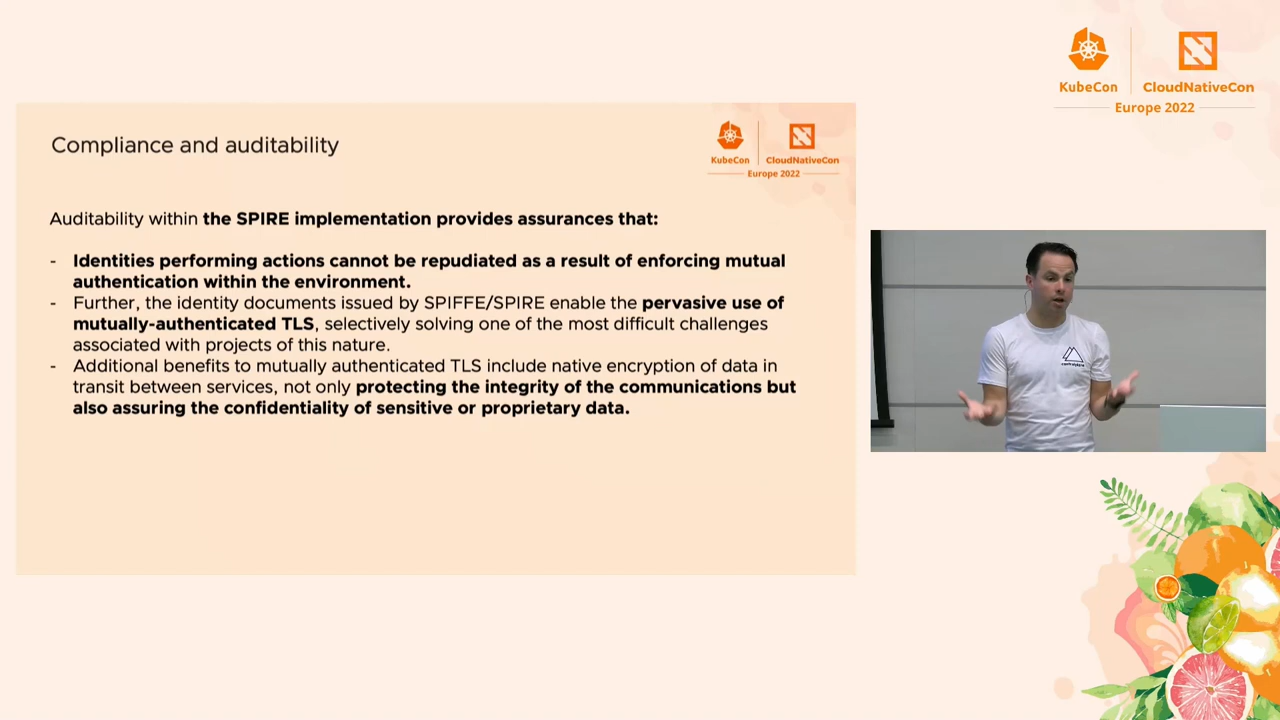 KubeCon
CloudNativeCon
Europe 2022
Compliance and auditability
KubeCon
CloudNativeCon
Europe 2022
Auditability within the SPIRE implementation provides assurances that:
- Identities performing actions cannot be repudiated as a result of enforcing mutual
authentication within the environment.
- Further, the identity documents issued by SPIFFE/SPIRE enable the pervasive use of
mutually-authenticated TLS, selectively solving one of the most difficult challenges
associated with projects of this nature.
- Additional benefits to mutually authenticated TLS include native encryption of data in
transit between services, not only protecting the integrity of the communications but
also assuring the confidentiality of sensitive or proprietary data.